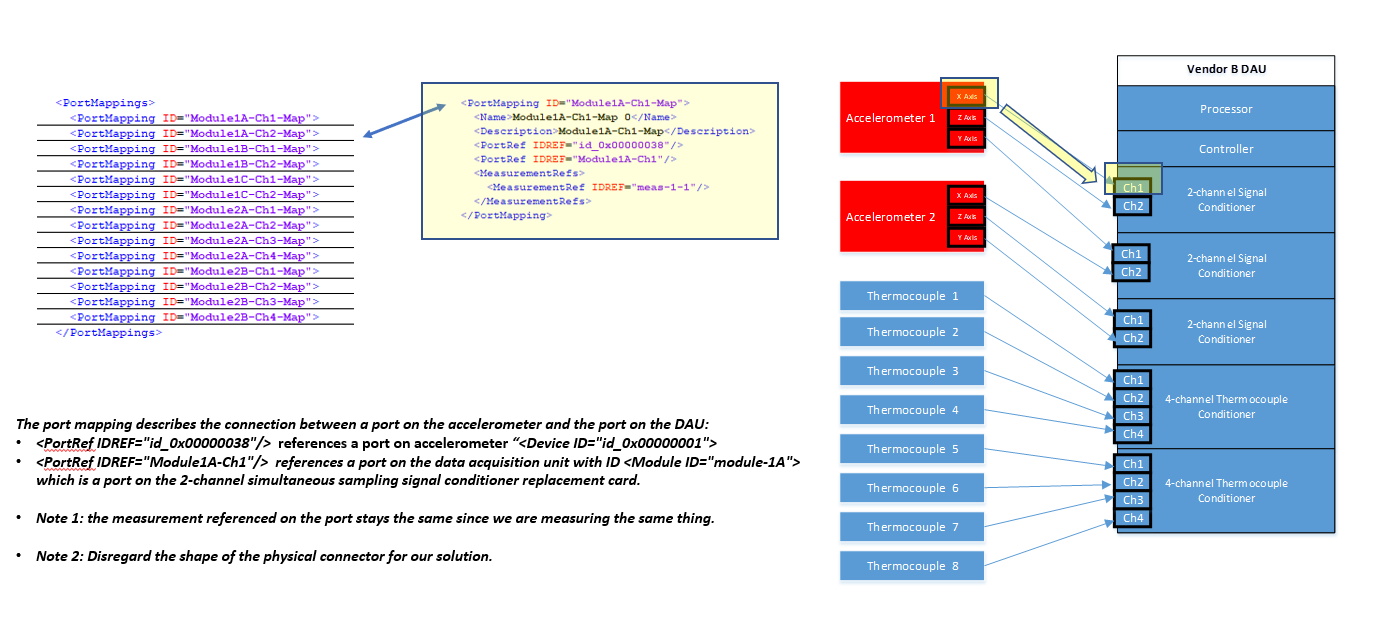 <PortMappings>
<PortMapping ID="Module1A-Ch1-Map">
<PortMapping ID="Module1A-Ch2-Map">
<PortMapping ID="Module1B-Ch1-Map">
<PortMapping ID="Module1B-Ch2-Map">
<PortMapping ID="Module1C-Ch1-Map">
<PortMapping ID="Module1C-Ch2-Map">
<PortMapping ID="Module2A-Ch1-Map">
<PortMapping ID="Module2A-Ch2-Map">
<PortMapping ID="Module2A-Ch3-Map">
<PortMapping ID="Module2A-Ch4-Map">
<PortMapping ID="Module2B-Ch1-Map">
<PortMapping ID="Module2B-Ch2-Map">
<PortMapping ID="Module2B-Ch3-Map">
<PortMapping ID="Module2B-Ch4-Map">
</PortMappings>
<PortMapping ID="Module1A-Ch1-Map">
<Name>Module1A-Ch1-Map 0</Name>
<Description>Module1A-Ch1-Map</Description>
<PortRef IDREF="id_0x00000038"/>
<PortRef IDREF="Module1A-Ch1"/>
<MeasurementRefs>
<MeasurementRef IDREF="meas-1-1"/>
</MeasurementRefs>
</PortMapping>
The port mapping describes the connection between a port on the accelerometer and the port on the DAU:
• <PortRef IDREF="id_0x00000038"/> references a port on accelerometer “<Device ID="id_0x00000001">
• <PortRef IDREF="Module1A-Ch1"/> references a port on the data acquisition unit with ID <Module ID="module-1A">
which is a port on the 2-channel simultaneous sampling signal conditioner replacement card.
• Note 1: the measurement referenced on the port stays the same since we are measuring the same thing.
• Note 2: Disregard the shape of the physical connector for our solution.
Accelerometer 1
X Axis
Z Axis
Y Axis
Accelerometer 2
X Axis
Z Axis
Y Axis
Thermocouple 1
Thermocouple 2
Thermocouple 3
Thermocouple 4
Thermocouple 5
Thermocouple 6
Thermocouple 7
Thermocouple 8
Vendor B DAU
Processor
Controller
Ch1
Ch2
2-channel Signal
Conditioner
Ch1
Ch2
2-channel Signal
Conditioner
Ch1
Ch2
2-channel Signal
Conditioner
Ch1
Ch2
Ch3
Ch4
4-channel Thermocouple
Conditioner
Ch1
Ch2
Ch3
Ch4
4-channel Thermocouple
Conditioner